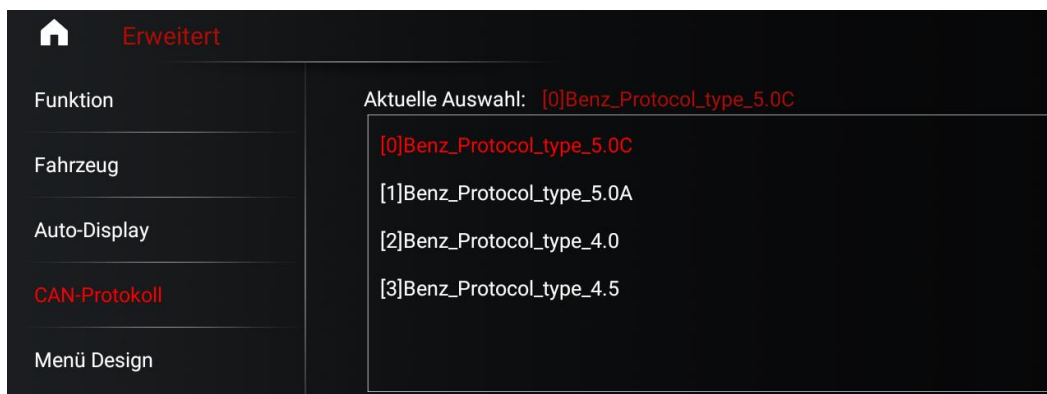 Erweitert
Funktion
Fahrzeug
Auto-Display
CAN-Protokoll
Menü Design
Aktuelle Auswahl: [0]Benz_Protocol_type_5.0C
[0]Benz_Protocol_type_5.0C
[1]Benz_Protocol_type_5.0A
[2]Benz_Protocol_type_4.0
[3]Benz_Protocol_type_4.5